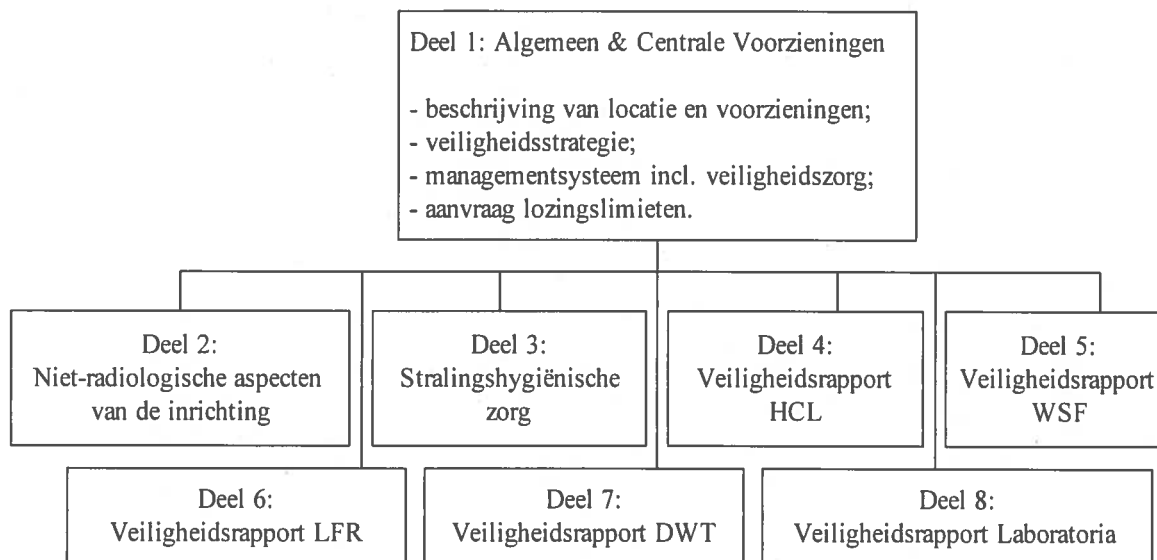 Deel 1: Algemeen & Centrale Voorzieningen
- beschrijving van locatie en voorzieningen;
- veiligheidsstrategie;
- managementsysteem incl. veiligheidszorg;
- aanvraag lozingslimieten.
Deel 2:
Niet-radiologische aspecten
van de inrichting
Deel 3:
Stralingshygiënische
zorg
Deel 4:
Veiligheidsrapport
HCL
Deel 5:
Veiligheidsrapport
WSF
Deel 6:
Veiligheidsrapport LFR
Deel 7:
Veiligheidsrapport DWT
Deel 8:
Veiligheidsrapport Laboratoria